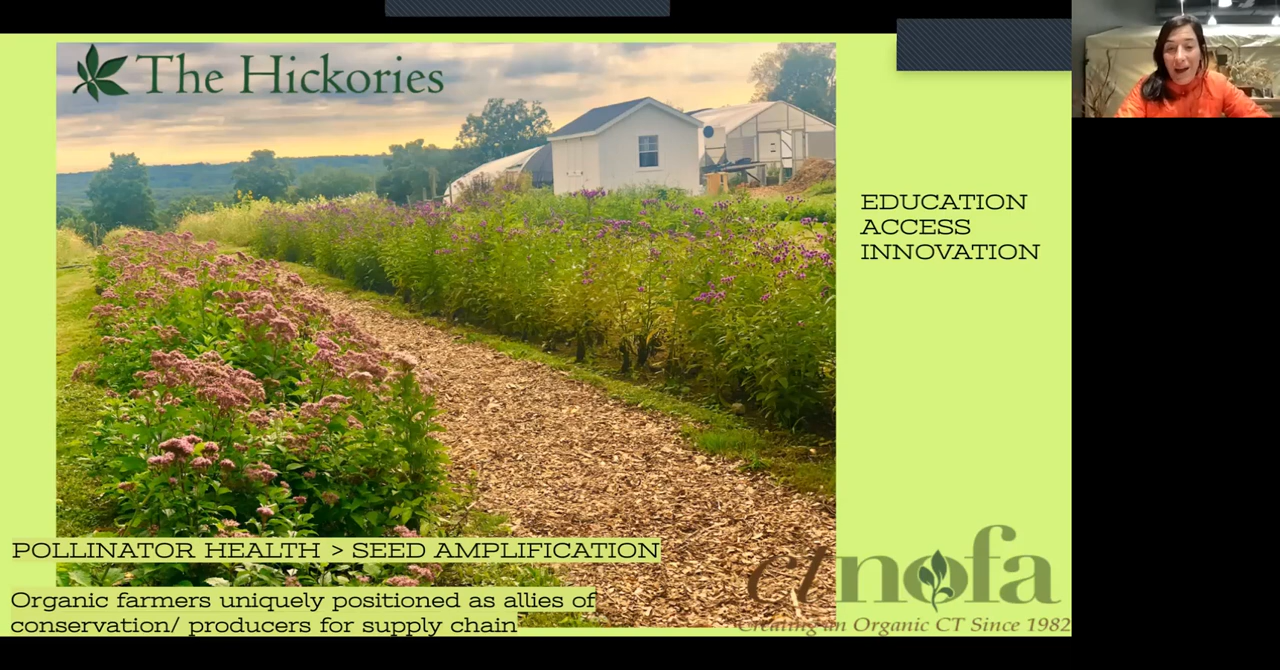 The Hickories
EDUCATION
ACCESS
INNOVATION
POLLINATOR HEALTH > SEED AMPLIFICATION
Organic farmers uniquely positioned as allies of
conservation/ producers for supply chain
ctnofa
Creating an Organic CT Since 1982